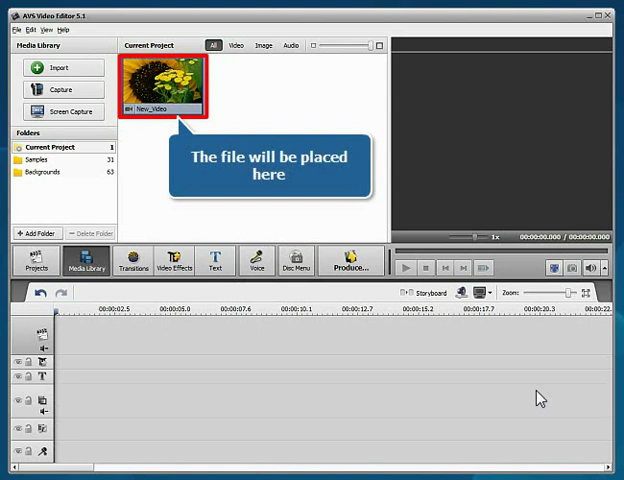 AVS Video Editor 5.1
File Edit View Help
Media Library
Current Project
All
Video
Image
Audio
Import
Capture
Screen Capture
New_Video
The file will be placed
here
Folders
Current Project 1
Samples 31
Backgrounds 63
+ Add Folder
− Delete Folder
1x
00:00:00.000 / 00:00:00.000
Projects
Media Library
Transitions
Video Effects
Text
Voice
Disc Menu
Produce...
Storyboard
Zoom:
00:00:02.5 00:00:05.0 00:00:07.6 00:00:10.1 00:00:12.7 00:00:15.2 00:00:17.7 00:00:20.3 00:00:22.